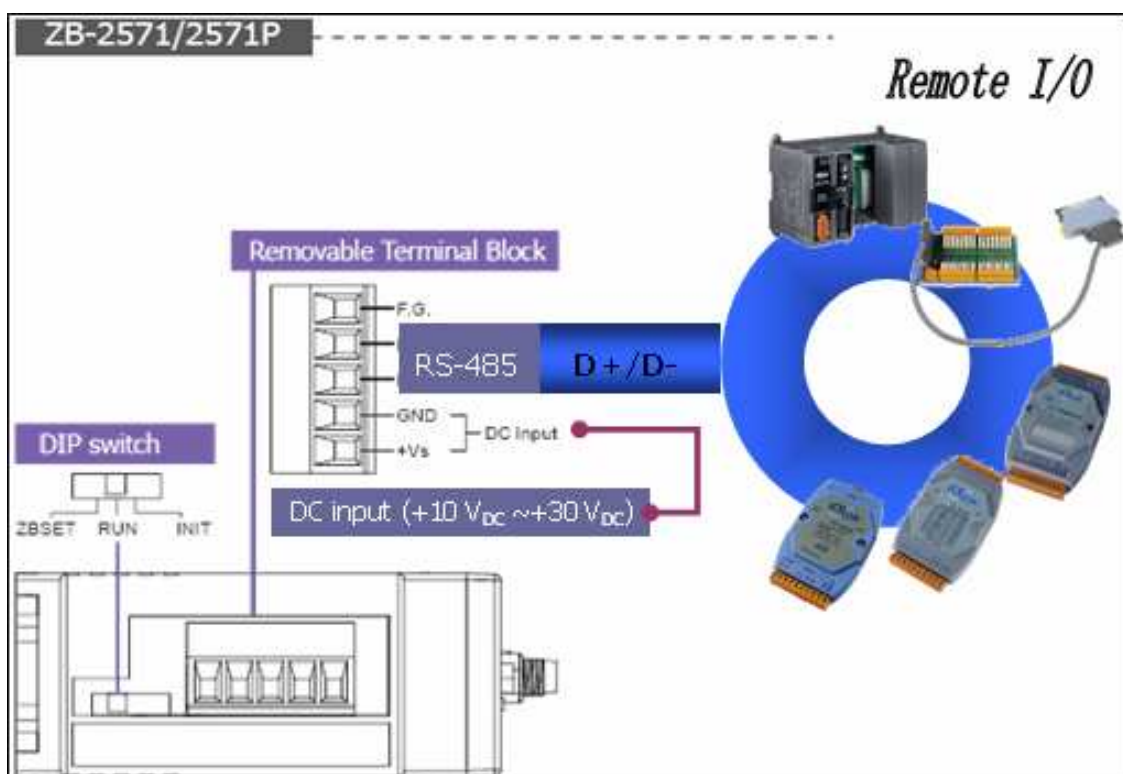 ZB-2571/2571P
Remote I/O
Removable Terminal Block
F.G.
RS-485
D+/D-
GND
DC Input
+Vs
DIP switch
DC input (+10 VDC ~+30 VDC)
ZBSET RUN INIT